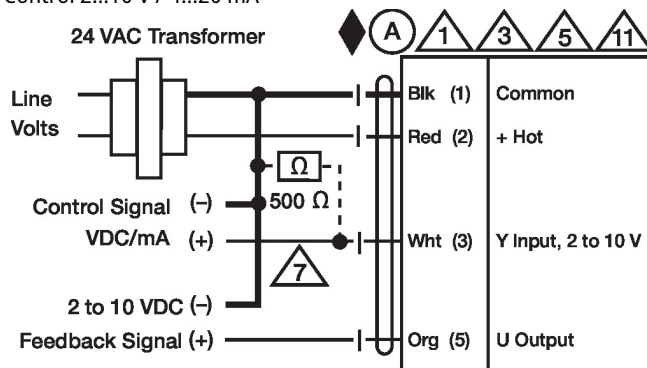 Control 2...10 V / 4...20 mA
24 VAC Transformer
A 1 3 5 11
Line
Volts
Blk (1) Common
Red (2) + Hot
Ω
500 Ω
Control Signal (-)
VDC/mA (+)
Wht (3) Y Input, 2 to 10 V
7
2 to 10 VDC (-)
Feedback Signal (+)
Org (5) U Output